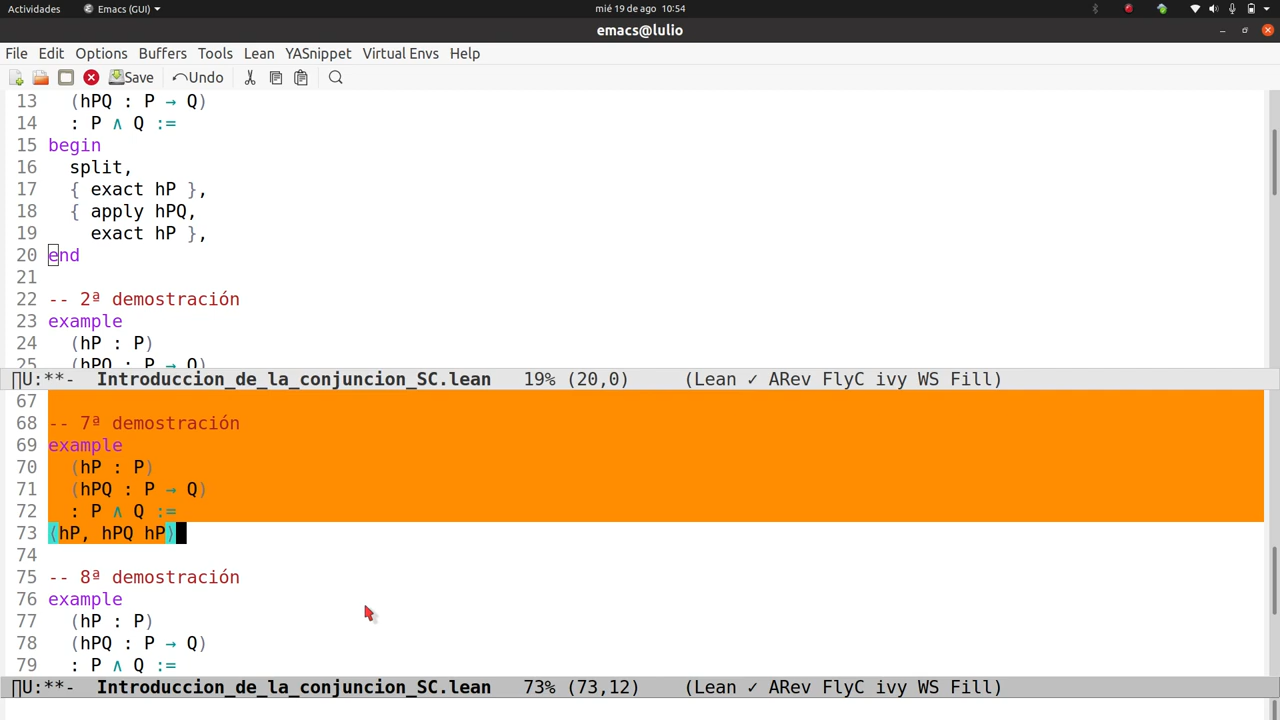 Actividades Emacs (GUI) mié 19 de ago 10:54
emacs@lulio
File Edit Options Buffers Tools Lean YASnippet Virtual Envs Help
Save Undo
13 (hPQ : P → Q)
14 : P ∧ Q :=
15 begin
16 split,
17 { exact hP },
18 { apply hPQ,
19 exact hP },
20 end
21
22 -- 2ª demostración
23 example
24 (hP : P)
25 (hPQ : P → Q)
∏U:**- Introduccion_de_la_conjuncion_SC.lean 19% (20,0) (Lean ✓ ARev FlyC ivy WS Fill)
67
68 -- 7ª demostración
69 example
70 (hP : P)
71 (hPQ : P → Q)
72 : P ∧ Q :=
73 ⟨hP, hPQ hP⟩
74
75 -- 8ª demostración
76 example
77 (hP : P)
78 (hPQ : P → Q)
79 : P ∧ Q :=
∏U:**- Introduccion_de_la_conjuncion_SC.lean 73% (73,12) (Lean ✓ ARev FlyC ivy WS Fill)